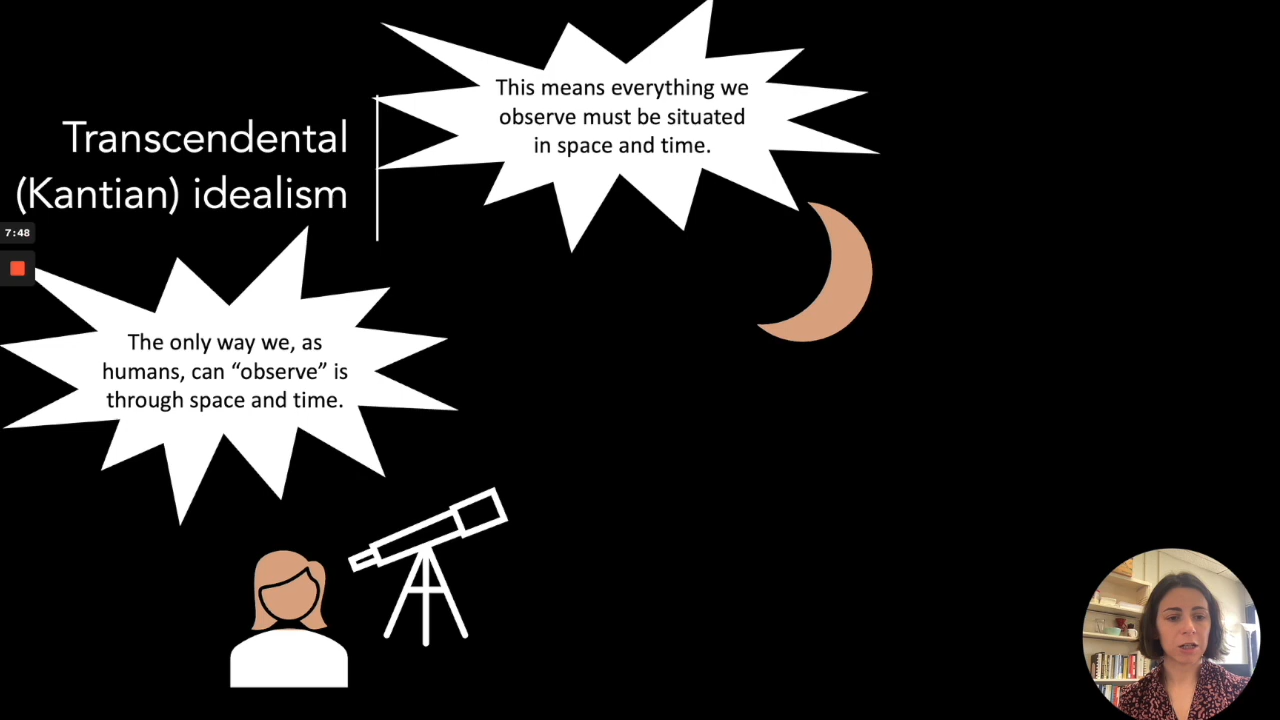 This means everything we
observe must be situated
in space and time.
Transcendental
(Kantian) idealism
7:48
The only way we, as
humans, can “observe” is
through space and time.